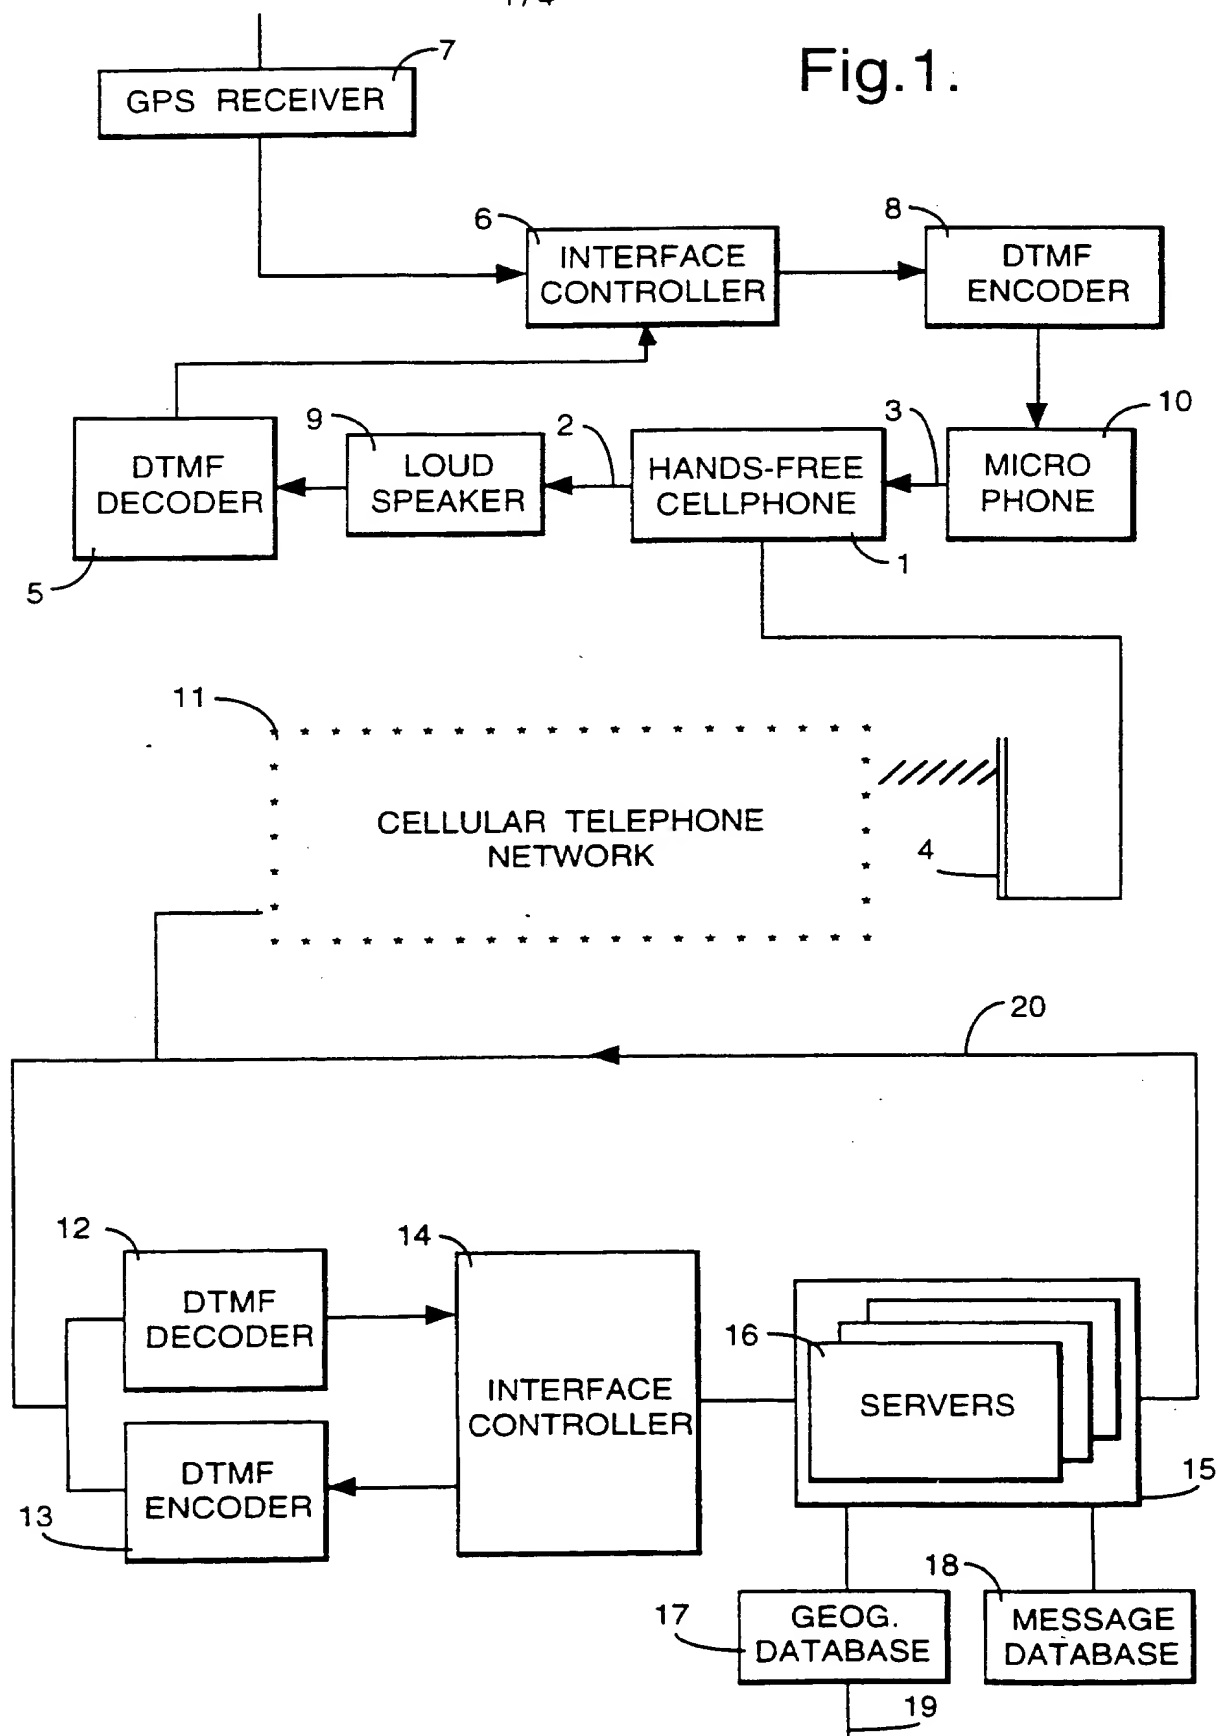 Fig.1.
7
GPS RECEIVER
6
INTERFACE
CONTROLLER
8
DTMF
ENCODER
5
DTMF
DECODER
9
LOUD
SPEAKER
2
HANDS-FREE
CELLPHONE
1
3
10
MICRO
PHONE
11
CELLULAR TELEPHONE
NETWORK
4
20
12
DTMF
DECODER
14
INTERFACE
CONTROLLER
16
SERVERS
15
DTMF
ENCODER
13
17
GEOG.
DATABASE
18
MESSAGE
DATABASE
19